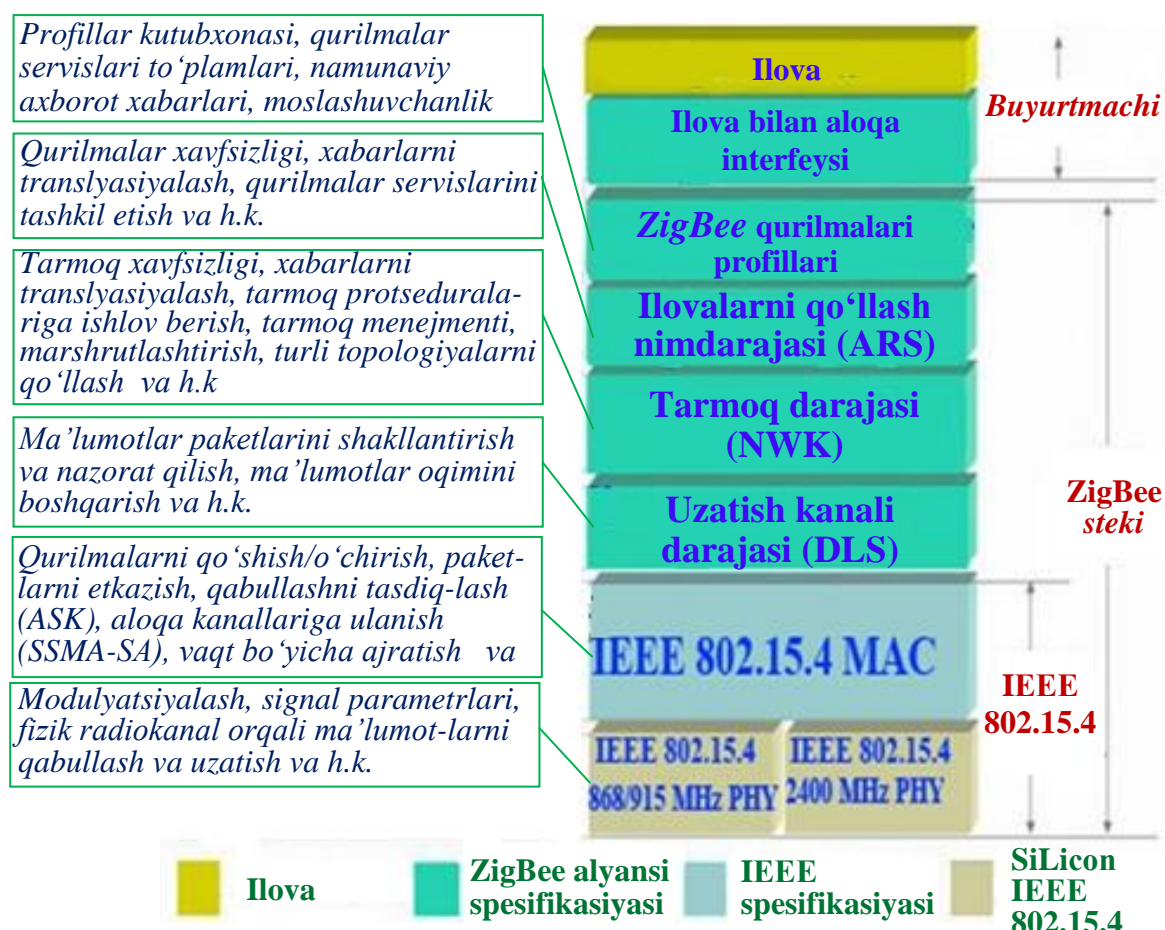 Profillar kutubxonasi, qurilmalar
servislari to‘plamlari, namunaviy
axborot xabarlari, moslashuvchanlik
Qurilmalar xavfsizligi, xabarlarni
translyasiyalash, qurilmalar servislarini
tashkil etish va h.k.
Tarmoq xavfsizligi, xabarlarni
translyasiyalash, tarmoq protsedurala-
riga ishlov berish, tarmoq menejmenti,
marshrutlashtirish, turli topologiyalarni
qo‘llash va h.k
Ma’lumotlar paketlarini shakllantirish
va nazorat qilish, ma’lumotlar oqimini
boshqarish va h.k.
Qurilmalarni qo‘shish/o‘chirish, paket-
larni etkazish, qabullashni tasdiq-lash
(ASK), aloqa kanallariga ulanish
(SSMA-SA), vaqt bo‘yicha ajratish va
Modulyatsiyalash, signal parametrlari,
fizik radiokanal orqali ma’lumot-larni
qabullash va uzatish va h.k.
Ilova
Ilova bilan aloqa
interfeysi
ZigBee qurilmalari
profillari
Ilovalarni qo‘llash
nimdarajasi (ARS)
Tarmoq darajasi
(NWK)
Uzatish kanali
darajasi (DLS)
IEEE 802.15.4 MAC
IEEE 802.15.4
868/915 MHz PHY
IEEE 802.15.4
2400 MHz PHY
Buyurtmachi
ZigBee
steki
IEEE
802.15.4
Ilova
ZigBee alyansi
spesifikasiyasi
IEEE
spesifikasiyasi
SiLicon
IEEE
802.15.4